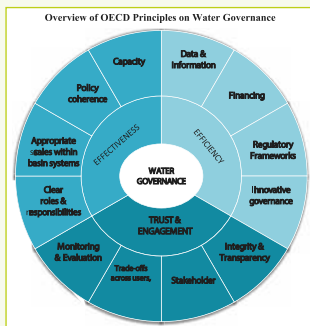 Overview of OECD Principles on Water Governance
Capacity
Data &
Information
Policy
coherence
Financing
Appropriate
sales within
basin systems
EFFECTIVENESS
EFFICIENCY
Regulatory
Frameworks
WATER
GOVERNANCE
Clear
roles &
responsibilities
Innovative
governance
TRUST &
ENGAGEMENT
Monitoring
& Evaluation
Integrity &
Transparency
Trade-offs
across users,
Stakeholder